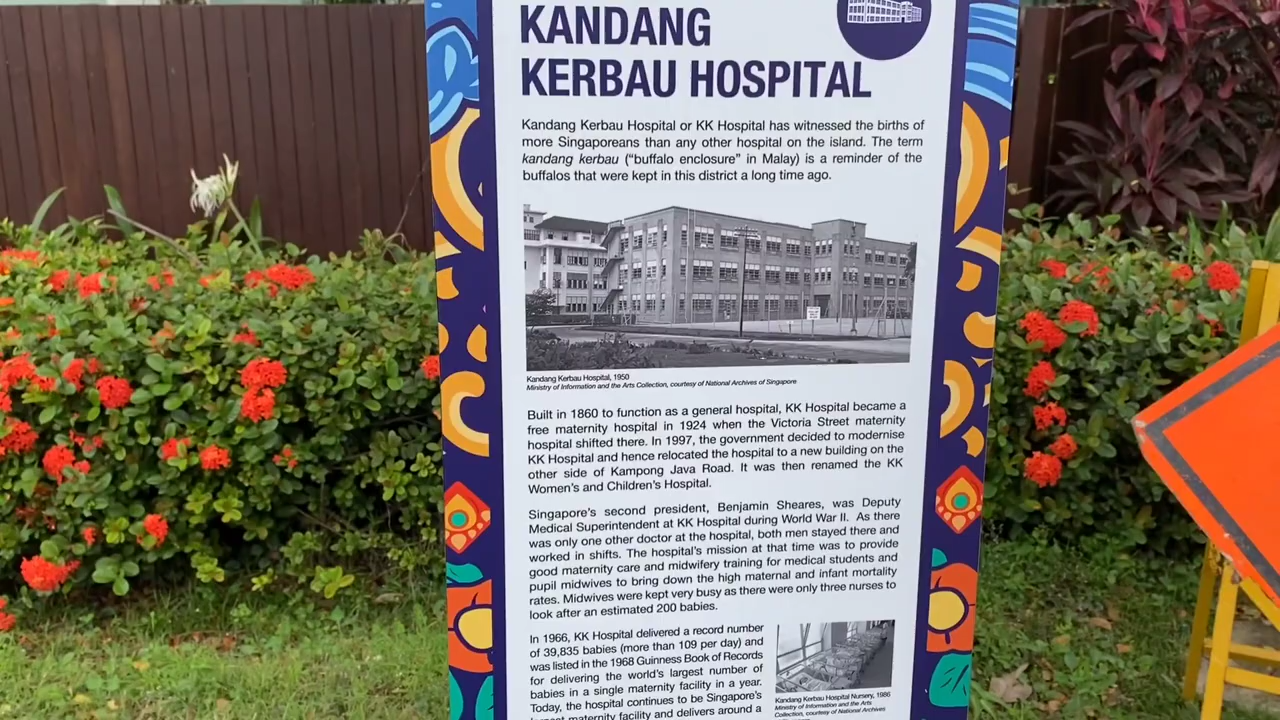 KANDANG
KERBAU HOSPITAL
Kandang Kerbau Hospital or KK Hospital has witnessed the births of
more Singaporeans than any other hospital on the island. The term
kandang kerbau (“buffalo enclosure” in Malay) is a reminder of the
buffalos that were kept in this district a long time ago.
Kandang Kerbau Hospital, 1950
Ministry of Information and the Arts Collection, courtesy of National Archives of Singapore
Built in 1860 to function as a general hospital, KK Hospital became a
free maternity hospital in 1924 when the Victoria Street maternity
hospital shifted there. In 1997, the government decided to modernise
KK Hospital and hence relocated the hospital to a new building on the
other side of Kampong Java Road. It was then renamed the KK
Women’s and Children’s Hospital.
Singapore’s second president, Benjamin Sheares, was Deputy
Medical Superintendent at KK Hospital during World War II. As there
was only one other doctor at the hospital, both men stayed there and
worked in shifts. The hospital’s mission at that time was to provide
good maternity care and midwifery training for medical students and
pupil midwives to bring down the high maternal and infant mortality
rates. Midwives were kept very busy as there were only three nurses to
look after an estimated 200 babies.
In 1966, KK Hospital delivered a record number
of 39,835 babies (more than 109 per day) and
was listed in the 1968 Guinness Book of Records
for delivering the world’s largest number of
babies in a single maternity facility in a year.
Today, the hospital continues to be Singapore’s
largest maternity facility and delivers around a
Kandang Kerbau Hospital Nursery, 1986
Ministry of Information and the Arts
Collection, courtesy of National Archives